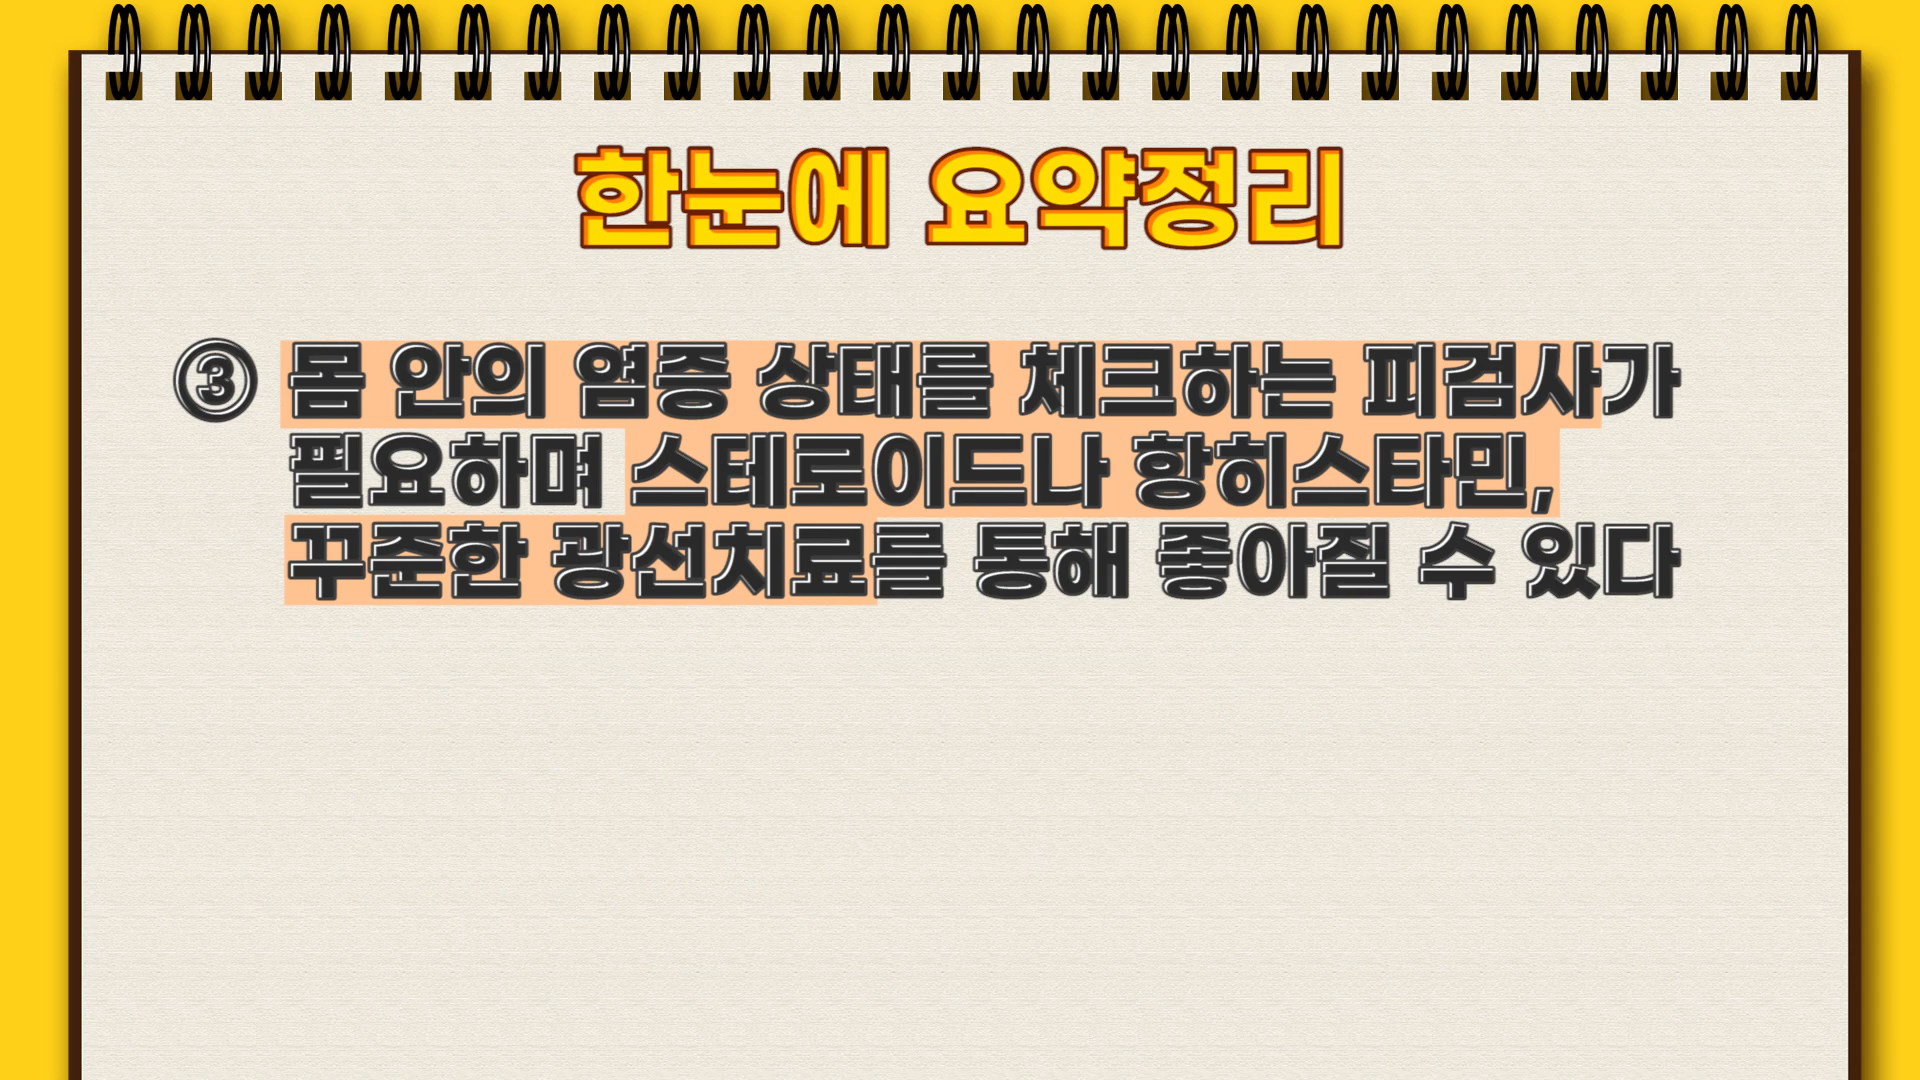 한눈에 요약정리
③ 몸 안의 염증 상태를 체크하는 피검사가
필요하며 스테로이드나 항히스타민,
꾸준한 광선치료를 통해 좋아질 수 있다